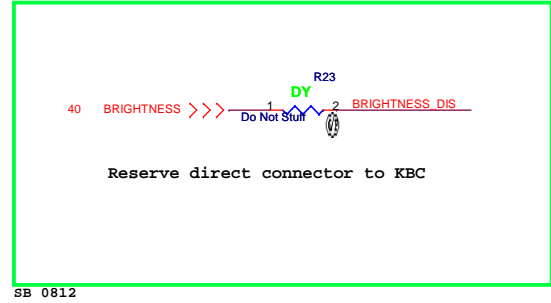 R23
DY
40 BRIGHTNESS 1 2 BRIGHTNESS_DIS
Do Not Stuff
Reserve direct connector to KBC
SB 0812